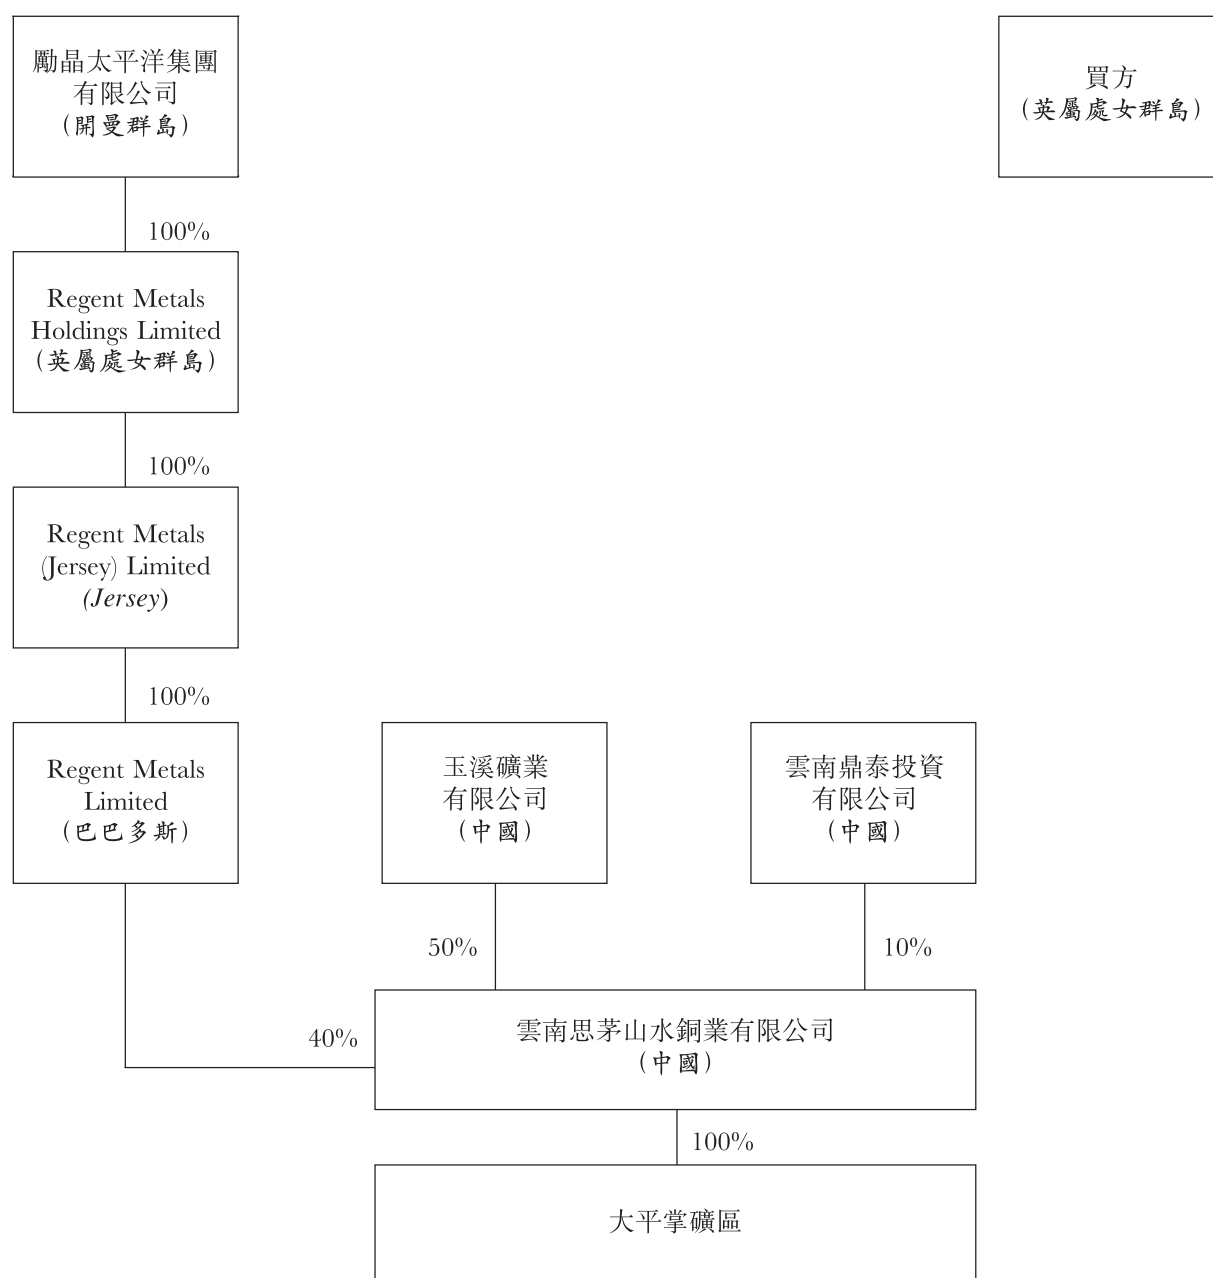 勵晶太平洋集團
有限公司
（開曼群島）
買方
（英屬處女群島）
100%
Regent Metals
Holdings Limited
（英屬處女群島）
100%
Regent Metals
(Jersey) Limited
(Jersey)
100%
Regent Metals
Limited
（巴巴多斯）
玉溪礦業
有限公司
（中國）
雲南鼎泰投資
有限公司
（中國）
50%
10%
40%
雲南思茅山水銅業有限公司
（中國）
100%
大平掌礦區